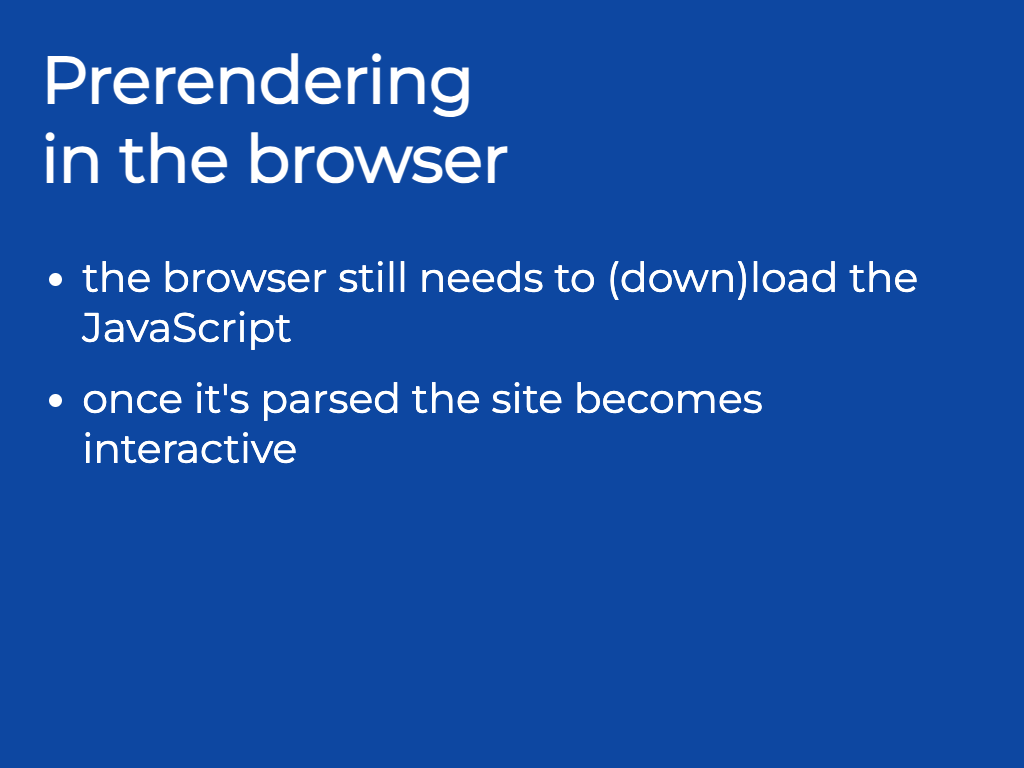 Prerendering
in the browser
• the browser still needs to (down)load the
JavaScript
• once it's parsed the site becomes
interactive